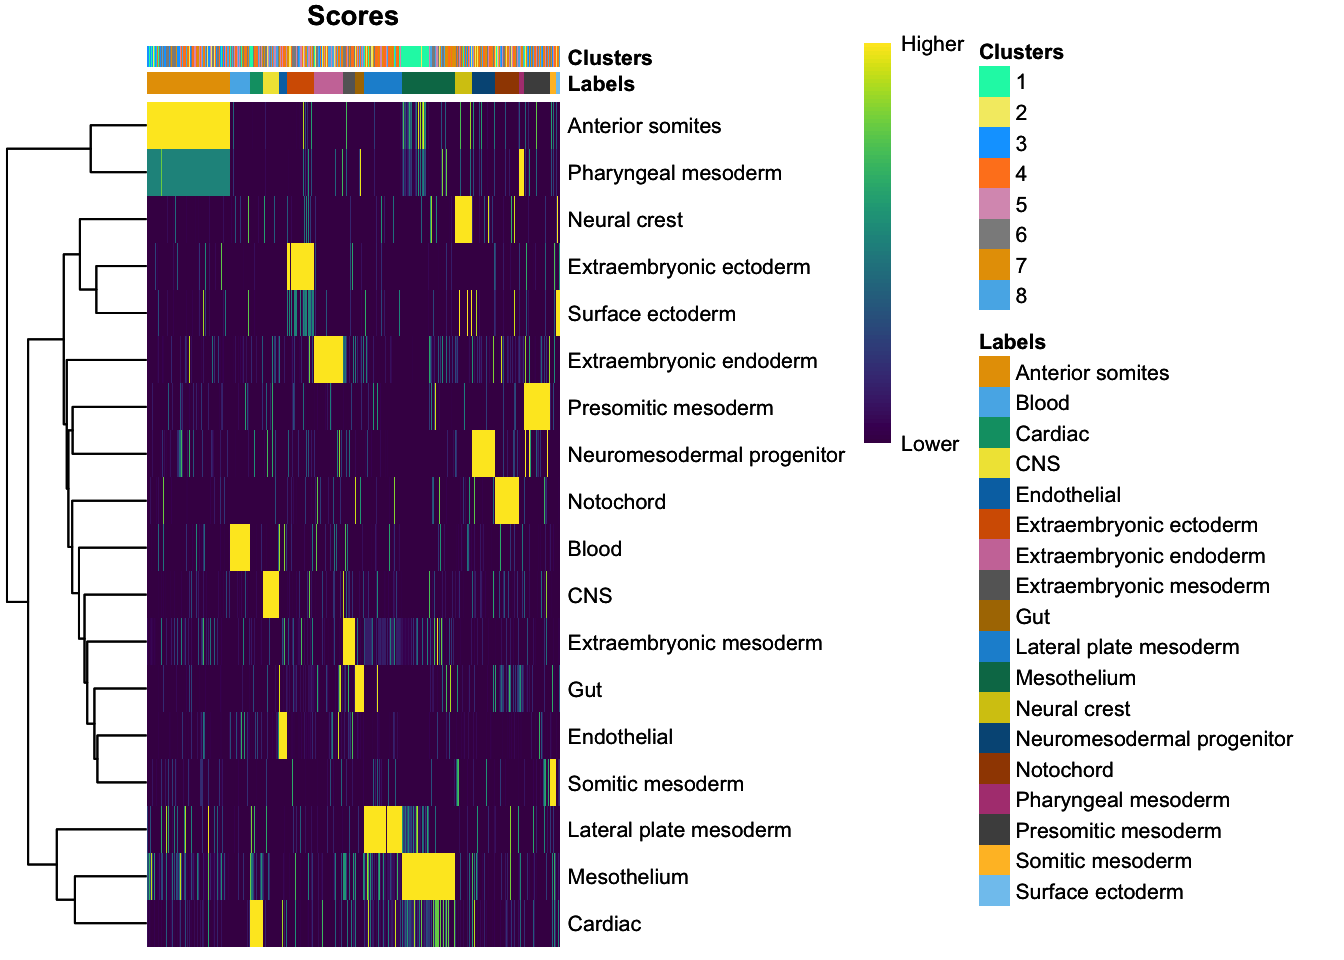 Scores
Clusters
Labels
Anterior somites
Pharyngeal mesoderm
Neural crest
Extraembryonic ectoderm
Surface ectoderm
Extraembryonic endoderm
Presomitic mesoderm
Neuromesodermal progenitor
Notochord
Blood
CNS
Extraembryonic mesoderm
Gut
Endothelial
Somitic mesoderm
Lateral plate mesoderm
Mesothelium
Cardiac
Higher
Lower
Clusters
1
2
3
4
5
6
7
8
Labels
Anterior somites
Blood
Cardiac
CNS
Endothelial
Extraembryonic ectoderm
Extraembryonic endoderm
Extraembryonic mesoderm
Gut
Lateral plate mesoderm
Mesothelium
Neural crest
Neuromesodermal progenitor
Notochord
Pharyngeal mesoderm
Presomitic mesoderm
Somitic mesoderm
Surface ectoderm